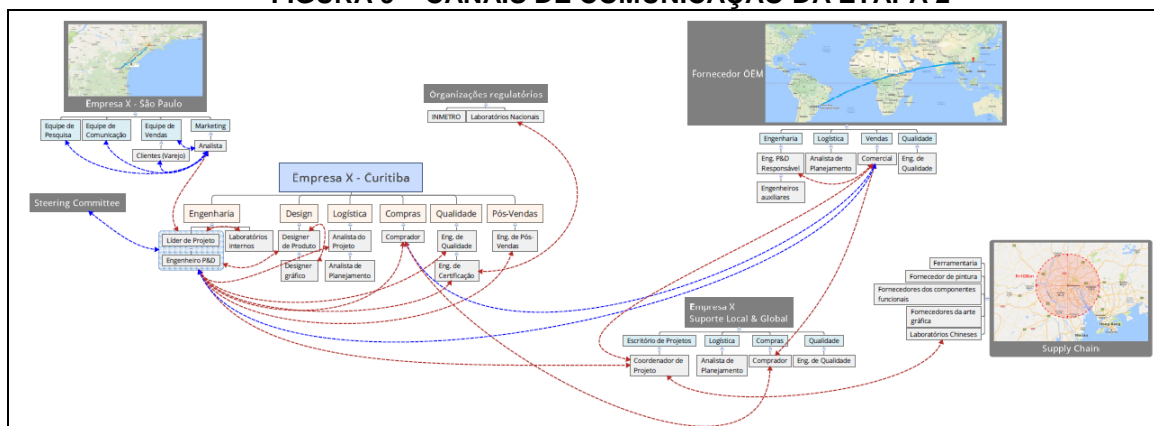 FIGURA 6 – CANAIS DE COMUNICAÇÃO DA ETAPA 2
Empresa X - São Paulo
Equipe de
Pesquisa
Equipe de
Comunicação
Equipe de
Vendas
Marketing
Clientes (Varejo)
Analista
Steering Committee
Organizações regulatórios
INMETRO
Laboratórios Nacionais
Empresa X - Curitiba
Engenharia
Design
Logística
Compras
Qualidade
Pós-Vendas
Líder de Projeto
Engenheiro P&D
Laboratórios
internos
Designer
de Produto
Designer
gráfico
Analista do
Projeto
Analista de
Planejamento
Comprador
Eng. de
Qualidade
Eng. de
Certificação
Eng. de Pós-
Vendas
Fornecedor OEM
Engenharia
Logística
Vendas
Qualidade
Eng. P&D
Responsável
Engenheiros
auxiliares
Analista de
Planejamento
Comercial
Eng. de
Qualidade
Empresa X
Suporte Local & Global
Escritório de Projetos
Logística
Compras
Qualidade
Coordenador de
Projeto
Analista de
Planejamento
Comprador
Eng. de Qualidade
Ferramentaria
Fornecedor de pintura
Fornecedores dos componentes
funcionais
Fornecedores da arte
gráfica
Laboratórios Chineses
Supply Chain